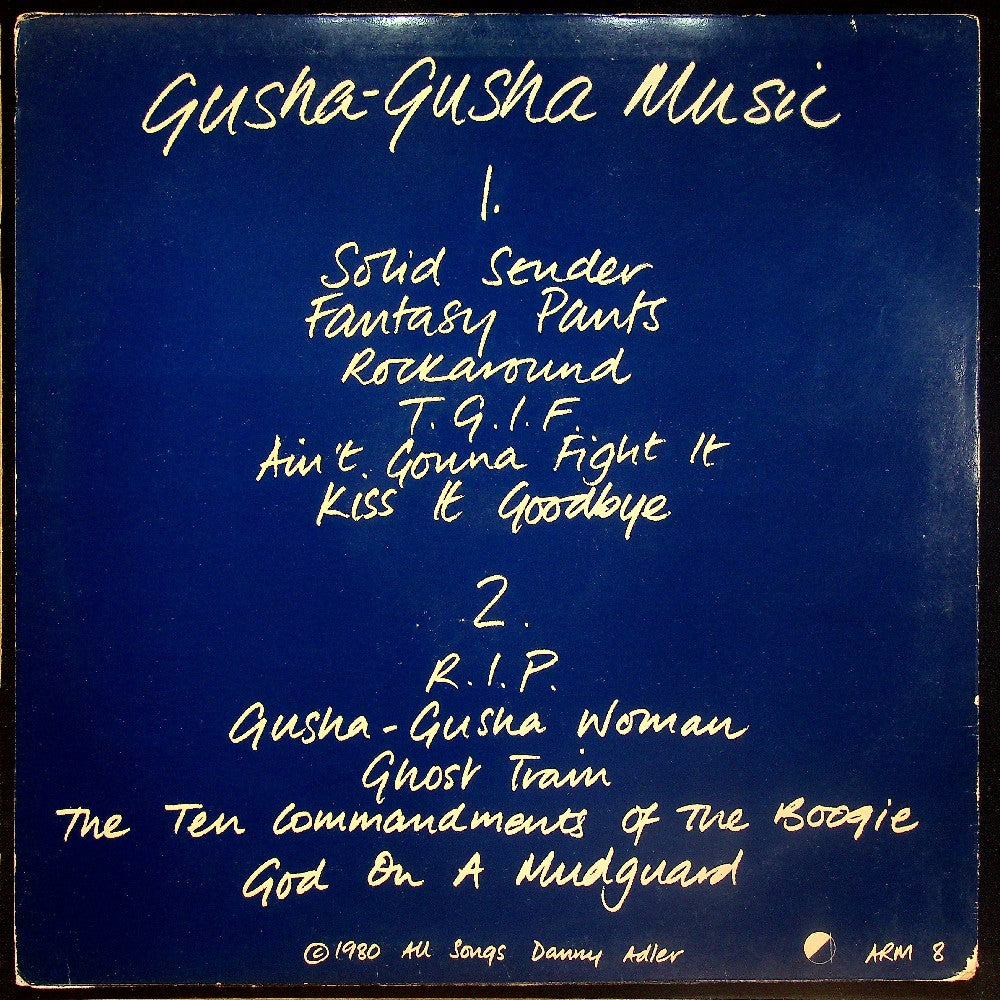 Gusha-Gusha Music
1.
Solid Sender
Fantasy Pants
Rockaround
T.G.I.F.
Ain't Gonna Fight It
Kiss It Goodbye
2.
R.I.P.
Gusha-Gusha Woman
Ghost Train
The Ten Commandments Of The Boogie
God On A Mudguard
©1980 All Songs Danny Adler ARM 8